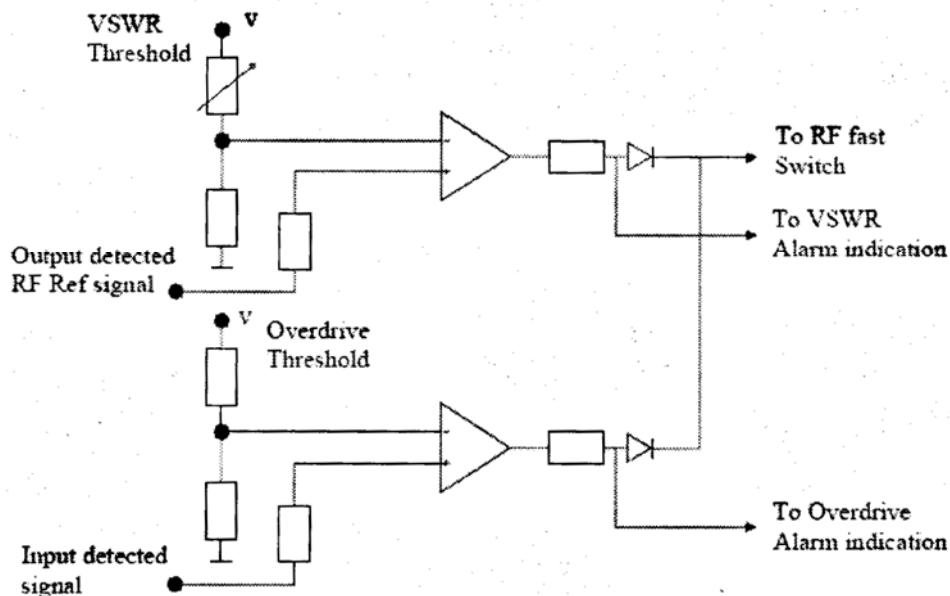 VSWR
Threshold
V
To RF fast
Switch
To VSWR
Alarm indication
Output detected
RF Ref signal
V
Overdrive
Threshold
To Overdrive
Alarm indication
Input detected
signal